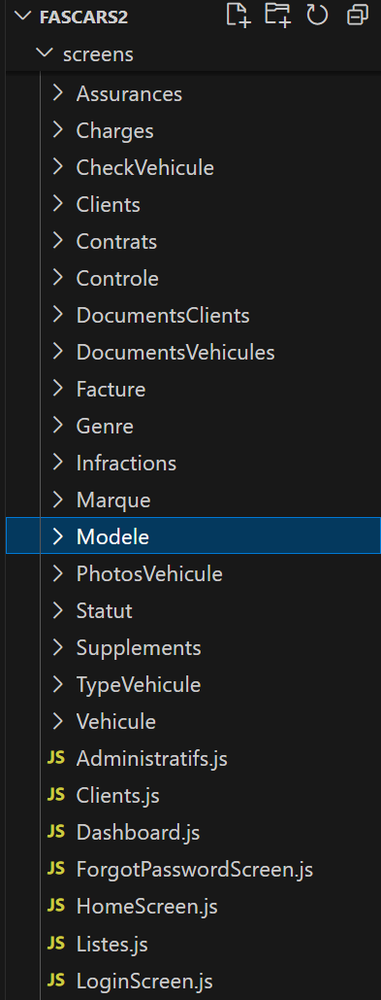 FASCARS2
screens
Assurances
Charges
CheckVehicule
Clients
Contrats
Controle
DocumentsClients
DocumentsVehicules
Facture
Genre
Infractions
Marque
Modele
PhotosVehicule
Statut
Supplements
TypeVehicule
Vehicule
JS Administratifs.js
JS Clients.js
JS Dashboard.js
JS ForgotPasswordScreen.js
JS HomeScreen.js
JS Listes.js
JS LoginScreen.js